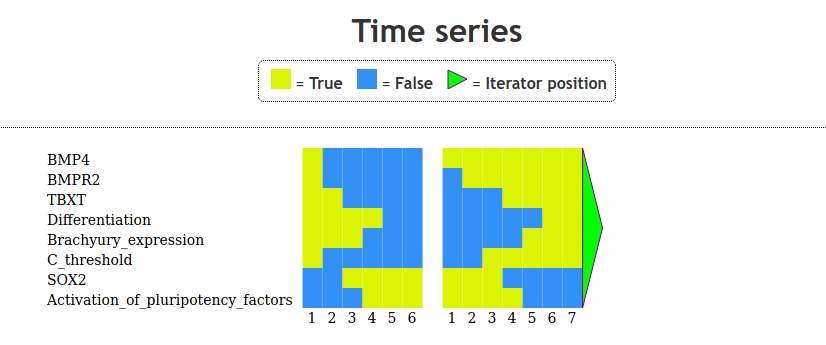 Time series
= True = False = Iterator position
BMP4
BMPR2
TBXT
Differentiation
Brachyury_expression
C_threshold
SOX2
Activation_of_pluripotency_factors
1 2 3 4 5 6 1 2 3 4 5 6 7